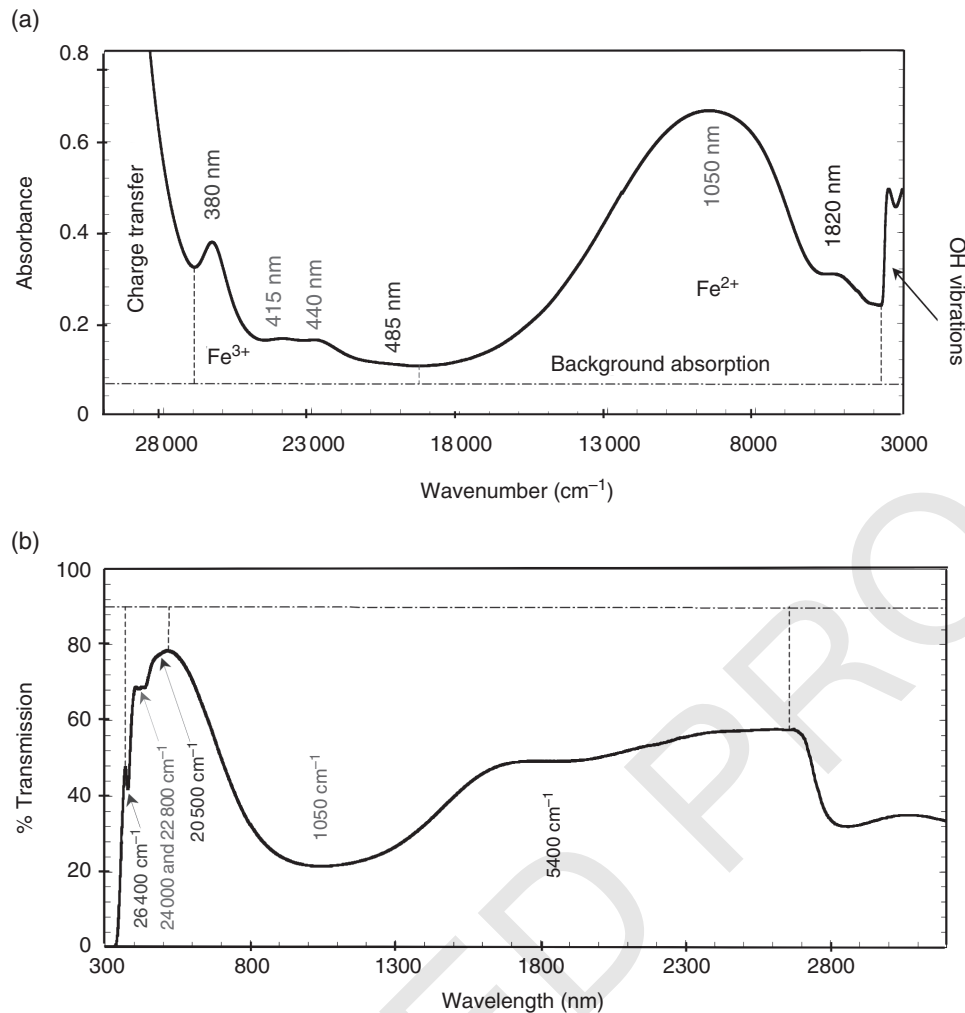 (a)
Absorbance
0.8
0.6
0.4
0.2
0
Charge transfer
380 nm
Fe³⁺
415 nm
440 nm
485 nm
1050 nm
Fe²⁺
1820 nm
OH vibrations
Background absorption
28 000 23 000 18 000 13 000 8000 3000
Wavenumber (cm⁻¹)
(b)
% Transmission
100
80
60
40
20
0
26 400 cm⁻¹
24 000 and 22 800 cm⁻¹
20 500 cm⁻¹
1050 cm⁻¹
5400 cm⁻¹
300 800 1300 1800 2300 2800
Wavelength (nm)
ED PRO